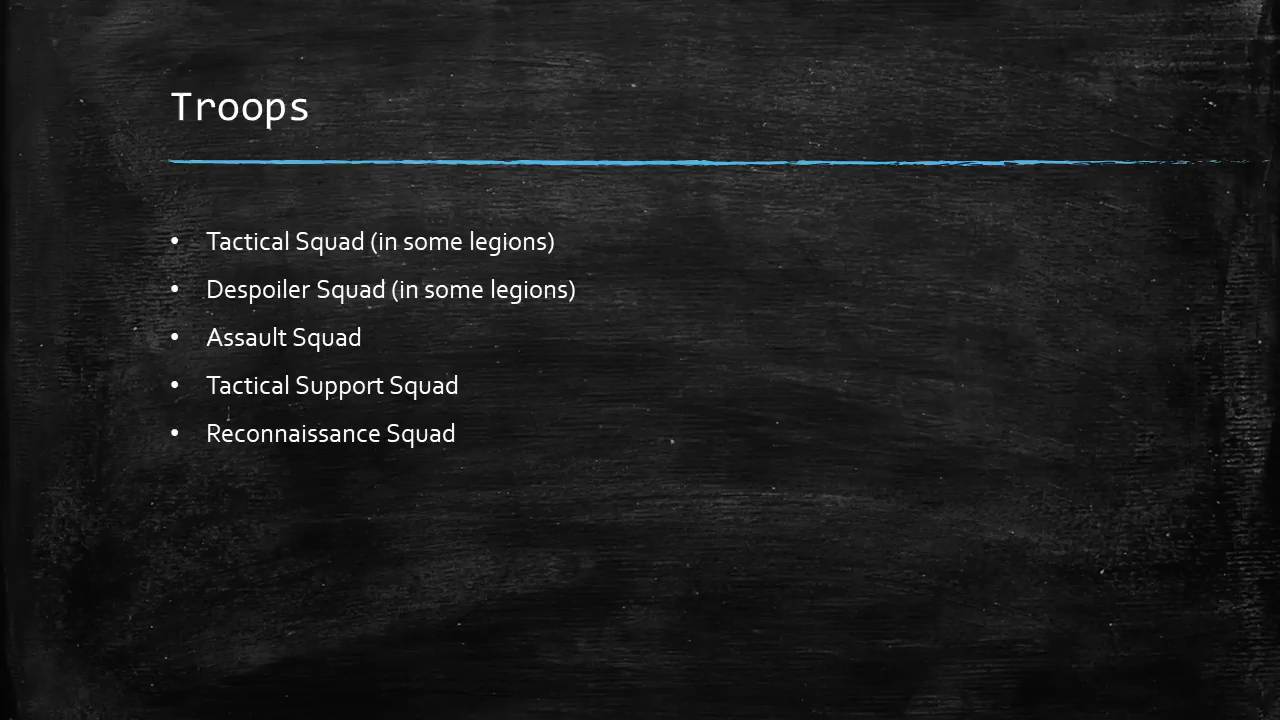 Troops
• Tactical Squad (in some legions)
• Despoiler Squad (in some legions)
• Assault Squad
• Tactical Support Squad
• Reconnaissance Squad